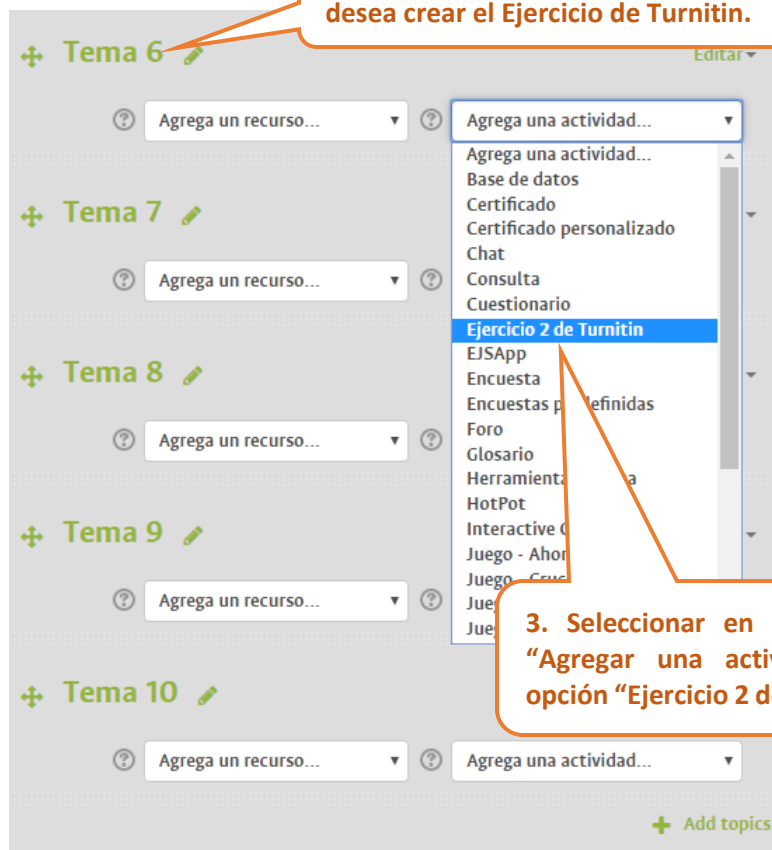 desea crear el Ejercicio de Turnitin.
Tema 6
Editar
Agrega un recurso... Agrega una actividad...
Agrega una actividad...
Base de datos
Certificado
Certificado personalizado
Chat
Consulta
Cuestionario
Ejercicio 2 de Turnitin
EJSApp
Encuesta
Encuestas
Foro
Glosario
HotPot
Interactive
Juego -
Tema 7
Agrega un recurso...
Tema 8
Agrega un recurso...
Tema 9
Agrega un recurso...
3. Seleccionar en
“Agregar una
opción “Ejercicio 2
Tema 10
Agrega un recurso... Agrega una actividad...
Add topics